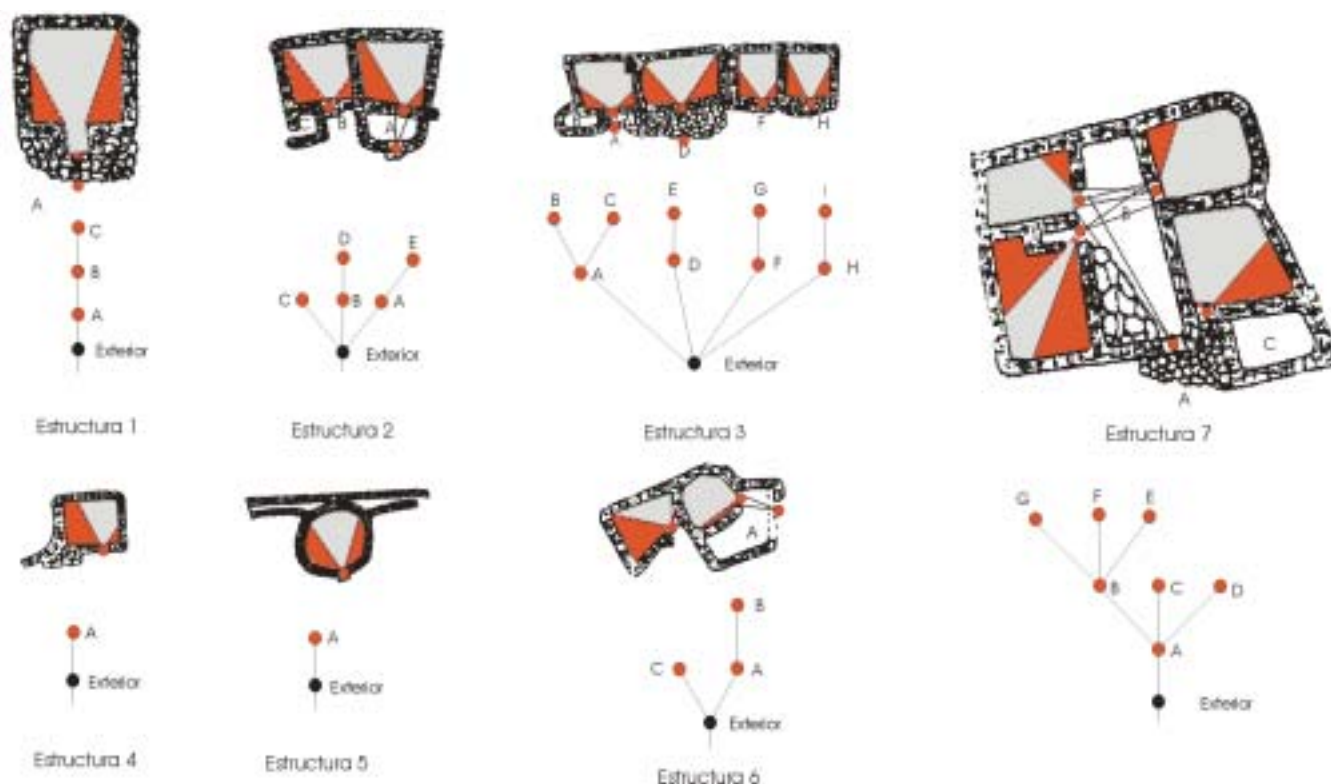 A
C
B
A
Exterior
Estructura 1
B
A
D
E
C
B
A
Exterior
Estructura 2
A
D
F
H
B
C
E
G
I
A
D
F
H
Exterior
Estructura 3
B
A
C
Estructura 7
A
Exterior
Estructura 4
A
Exterior
Estructura 5
B
A
B
C
A
Exterior
Estructura 6
G
F
E
B
C
D
A
Exterior